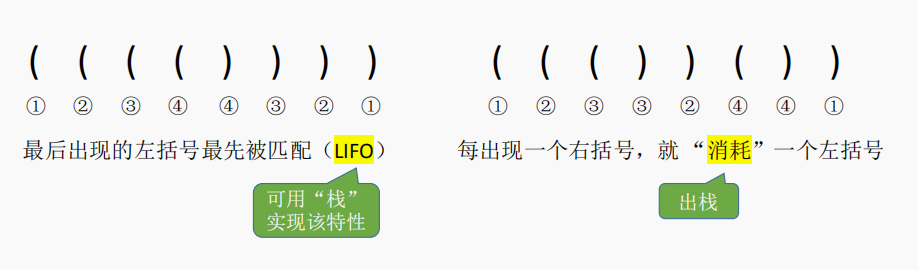 ( ( ( ( ) ) ) )
① ② ③ ④ ④ ③ ② ①
最后出现的左括号最先被匹配（LIFO）
可用“栈”
实现该特性
( ( ( ) ) ( ) )
① ② ③ ③ ② ④ ④ ①
每出现一个右括号，就“消耗”一个左括号
出栈